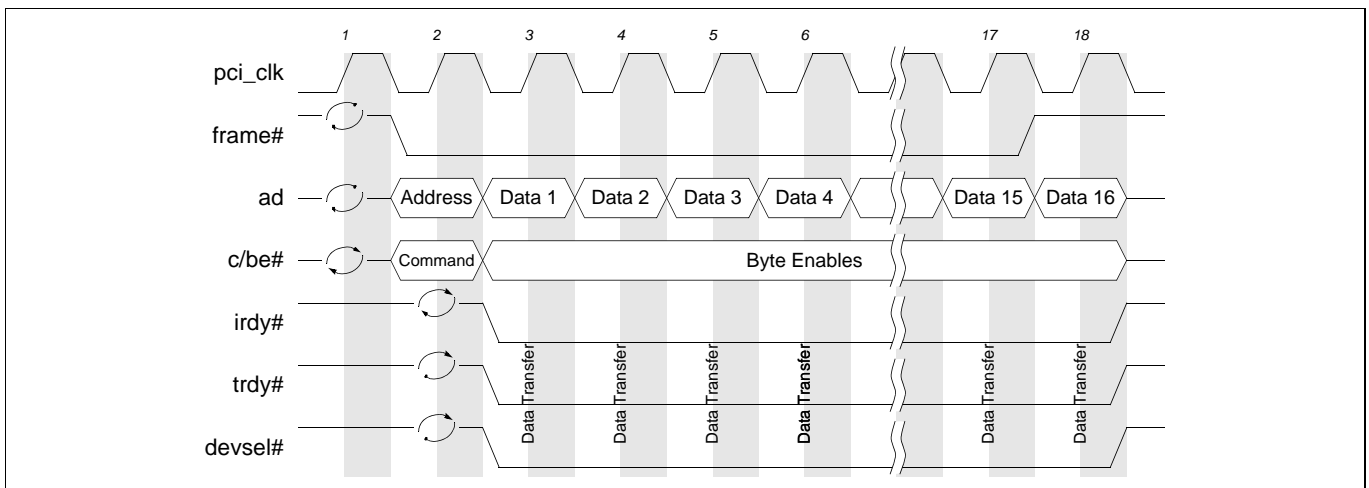 1 2 3 4 5 6 17 18
pci_clk
frame#
ad Address Data 1 Data 2 Data 3 Data 4 Data 15 Data 16
c/be# Command Byte Enables
irdy#
trdy#
devsel#
Data Transfer
Data Transfer
Data Transfer
Data Transfer
Data Transfer
Data Transfer